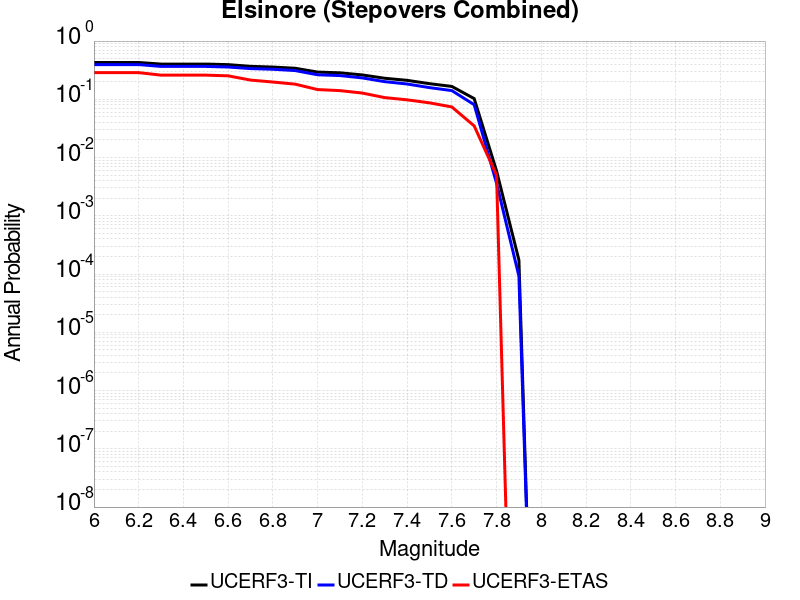 Elsinore (Stepovers Combined)
10^0
10^-1
10^-2
10^-3
10^-4
10^-5
10^-6
10^-7
10^-8
Annual Probability
6 6.2 6.4 6.6 6.8 7 7.2 7.4 7.6 7.8 8 8.2 8.4 8.6 8.8 9
Magnitude
UCERF3-TI UCERF3-TD UCERF3-ETAS